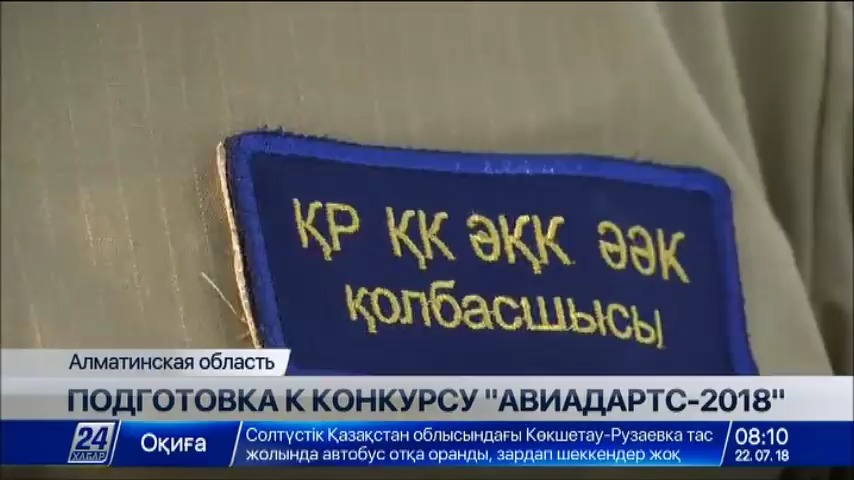 ҚР ҚК ӘҚК ӘӘК
қолбасшысы
Алматинская область
ПОДГОТОВКА К КОНКУРСУ "АВИАДАРТС-2018"
24
ХАБАР
Оқиға
Солтүстік Қазақстан облысындағы Көкшетау-Рузаевка тас
жолында автобус отқа оранды, зардап шеккендер жоқ
08:10
22.07.18